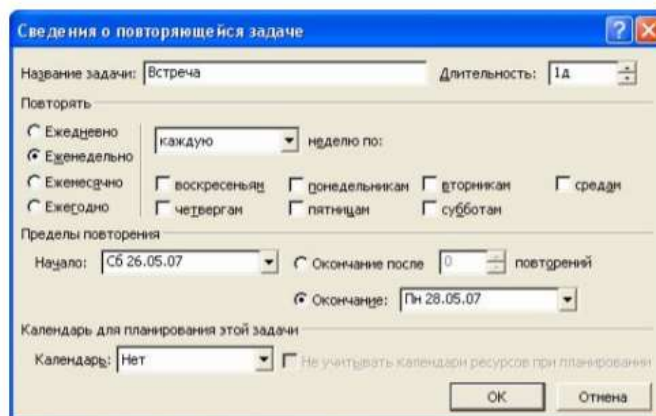 Сведения о повторяющейся задаче
Название задачи: Встреча Длительность: 1д
Повторять
Ежедневно
Еженедельно
Ежемесячно
Ежегодно
каждую неделю по:
воскресеньям понедельникам вторникам средам
четвергам пятницам субботам
Пределы повторения
Начало: Сб 26.05.07 Окончание после 0 повторений
Окончание: Пн 28.05.07
Календарь для планирования этой задачи
Календарь: Нет Не учитывать календари ресурсов при планировании
ОК Отмена